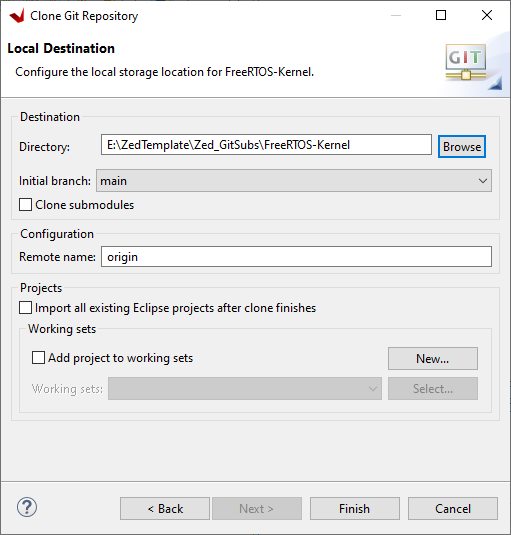 Clone Git Repository
Local Destination
Configure the local storage location for FreeRTOS-Kernel.
GIT
Destination
Directory: E:\ZedTemplate\Zed_GitSubs\FreeRTOS-Kernel Browse
Initial branch: main
Clone submodules
Configuration
Remote name: origin
Projects
Import all existing Eclipse projects after clone finishes
Working sets
Add project to working sets New...
Working sets: Select...
? < Back Next > Finish Cancel